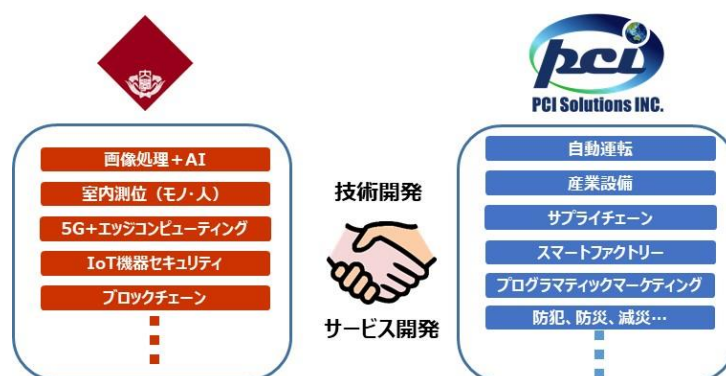 pci
PCI Solutions INC.
画像処理+AI
室内測位（モノ・人）
5G+エッジコンピューティング
IoT機器セキュリティ
ブロックチェーン
技術開発
サービス開発
自動運転
産業設備
サプライチェーン
スマートファクトリー
プログラマティックマーケティング
防犯、防災、減災…